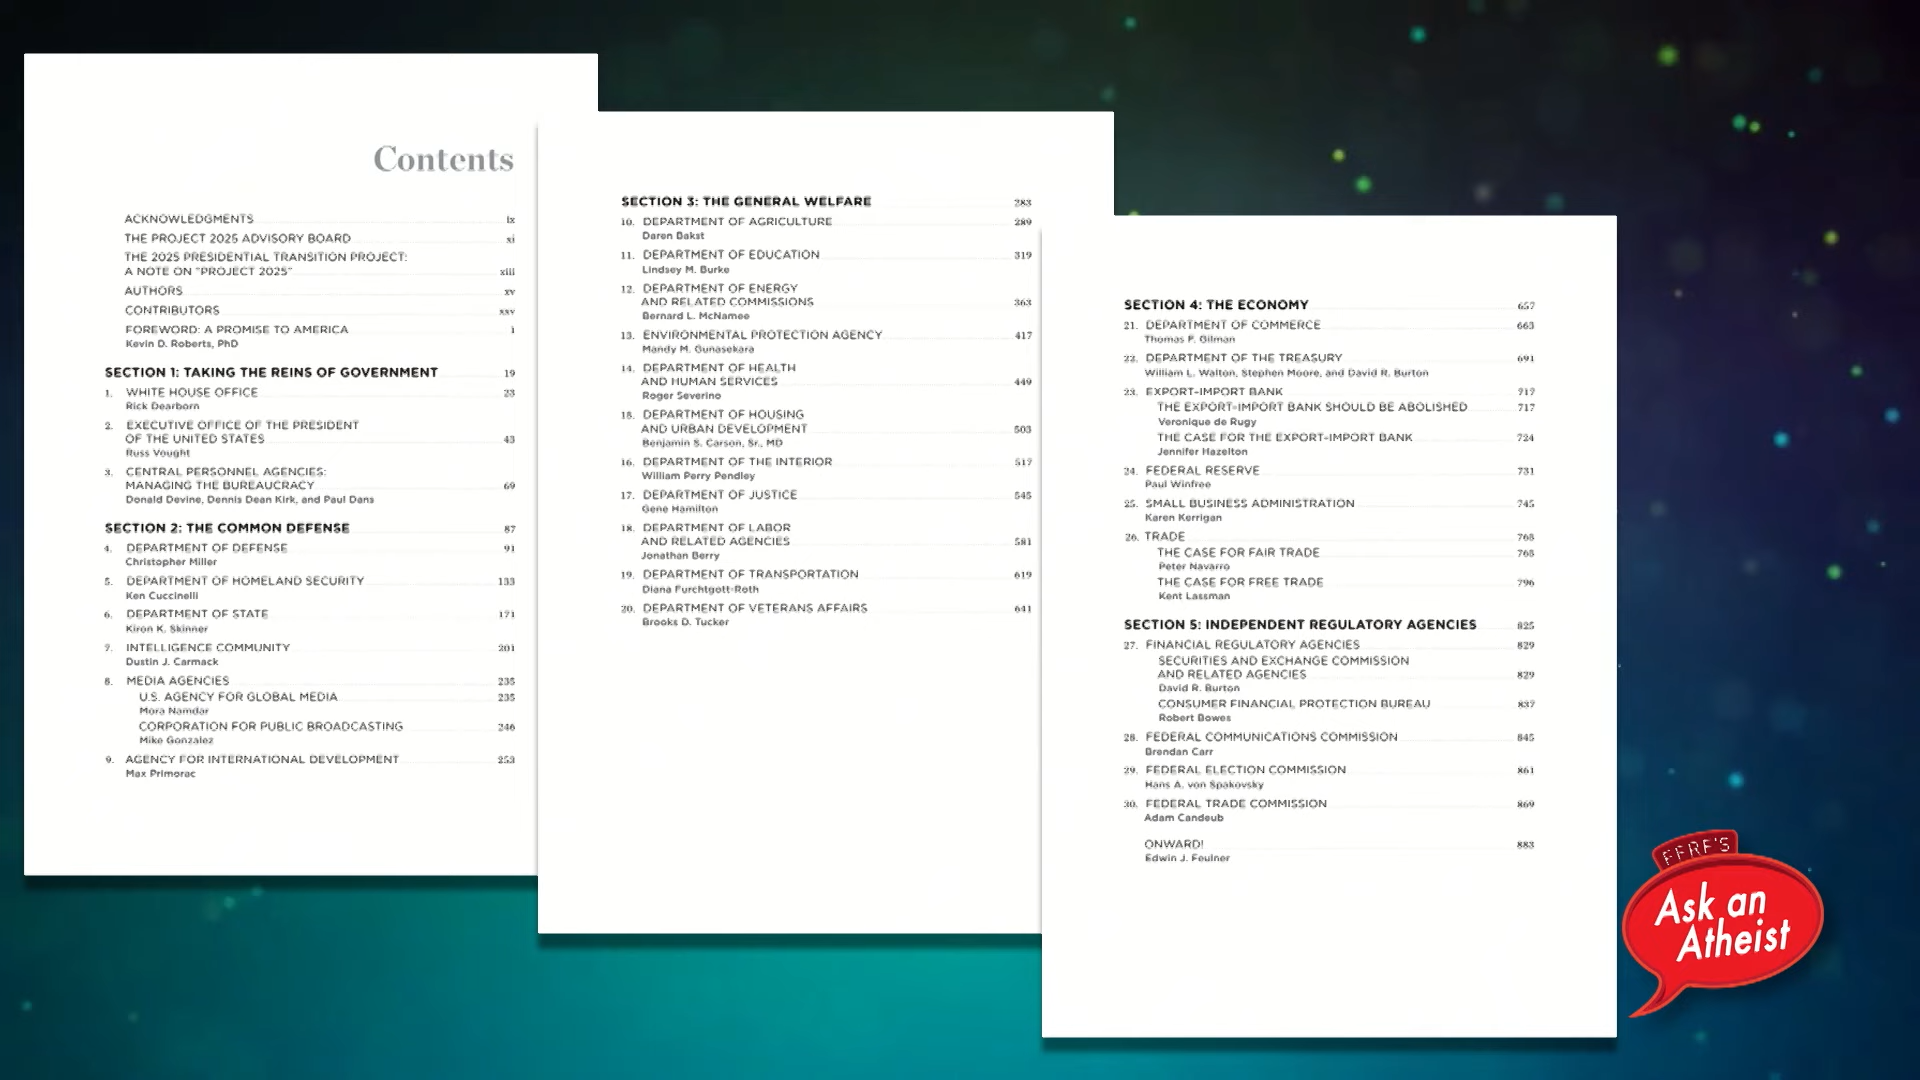 Contents
ACKNOWLEDGMENTS ix
THE PROJECT 2025 ADVISORY BOARD xi
THE 2025 PRESIDENTIAL TRANSITION PROJECT:
A NOTE ON "PROJECT 2025" xiii
AUTHORS xv
CONTRIBUTORS xxv
FOREWORD: A PROMISE TO AMERICA 1
Kevin D. Roberts, PhD
SECTION 1: TAKING THE REINS OF GOVERNMENT 19
1. WHITE HOUSE OFFICE 23
Rick Dearborn
2. EXECUTIVE OFFICE OF THE PRESIDENT
OF THE UNITED STATES 43
Russ Vought
3. CENTRAL PERSONNEL AGENCIES:
MANAGING THE BUREAUCRACY 69
Donald Devine, Dennis Dean Kirk, and Paul Dans
SECTION 2: THE COMMON DEFENSE 87
4. DEPARTMENT OF DEFENSE 91
Christopher Miller
5. DEPARTMENT OF HOMELAND SECURITY 133
Ken Cuccinelli
6. DEPARTMENT OF STATE 171
Kiron K. Skinner
7. INTELLIGENCE COMMUNITY 201
Dustin J. Carmack
8. MEDIA AGENCIES 235
U.S. AGENCY FOR GLOBAL MEDIA 235
Mora Namdar
CORPORATION FOR PUBLIC BROADCASTING 246
Mike Gonzalez
9. AGENCY FOR INTERNATIONAL DEVELOPMENT 253
Max Primorac
SECTION 3: THE GENERAL WELFARE 283
10. DEPARTMENT OF AGRICULTURE 289
Daren Bakst
11. DEPARTMENT OF EDUCATION 319
Lindsey M. Burke
12. DEPARTMENT OF ENERGY
AND RELATED COMMISSIONS 363
Bernard L. McNamee
13. ENVIRONMENTAL PROTECTION AGENCY 417
Mandy M. Gunasekara
14. DEPARTMENT OF HEALTH
AND HUMAN SERVICES 449
Roger Severino
15. DEPARTMENT OF HOUSING
AND URBAN DEVELOPMENT 503
Benjamin S. Carson, Sr., MD
16. DEPARTMENT OF THE INTERIOR 517
William Perry Pendley
17. DEPARTMENT OF JUSTICE 545
Gene Hamilton
18. DEPARTMENT OF LABOR
AND RELATED AGENCIES 581
Jonathan Berry
19. DEPARTMENT OF TRANSPORTATION 619
Diana Furchtgott-Roth
20. DEPARTMENT OF VETERANS AFFAIRS 641
Brooks D. Tucker
SECTION 4: THE ECONOMY 657
21. DEPARTMENT OF COMMERCE 663
Thomas F. Gilman
22. DEPARTMENT OF THE TREASURY 691
William L. Walton, Stephen Moore, and David R. Burton
23. EXPORT-IMPORT BANK 717
THE EXPORT-IMPORT BANK SHOULD BE ABOLISHED 717
Veronique de Rugy
THE CASE FOR THE EXPORT-IMPORT BANK 724
Jennifer Hazelton
24. FEDERAL RESERVE 731
Paul Winfree
25. SMALL BUSINESS ADMINISTRATION 745
Karen Kerrigan
26. TRADE 765
THE CASE FOR FAIR TRADE 765
Peter Navarro
THE CASE FOR FREE TRADE 796
Kent Lassman
SECTION 5: INDEPENDENT REGULATORY AGENCIES 825
27. FINANCIAL REGULATORY AGENCIES 829
SECURITIES AND EXCHANGE COMMISSION
AND RELATED AGENCIES 829
David R. Burton
CONSUMER FINANCIAL PROTECTION BUREAU 837
Robert Bowes
28. FEDERAL COMMUNICATIONS COMMISSION 845
Brendan Carr
29. FEDERAL ELECTION COMMISSION 861
Hans A. von Spakovsky
30. FEDERAL TRADE COMMISSION 869
Adam Candeub
ONWARD! 883
Edwin J. Feulner
FFRF'S
Ask an
Atheist